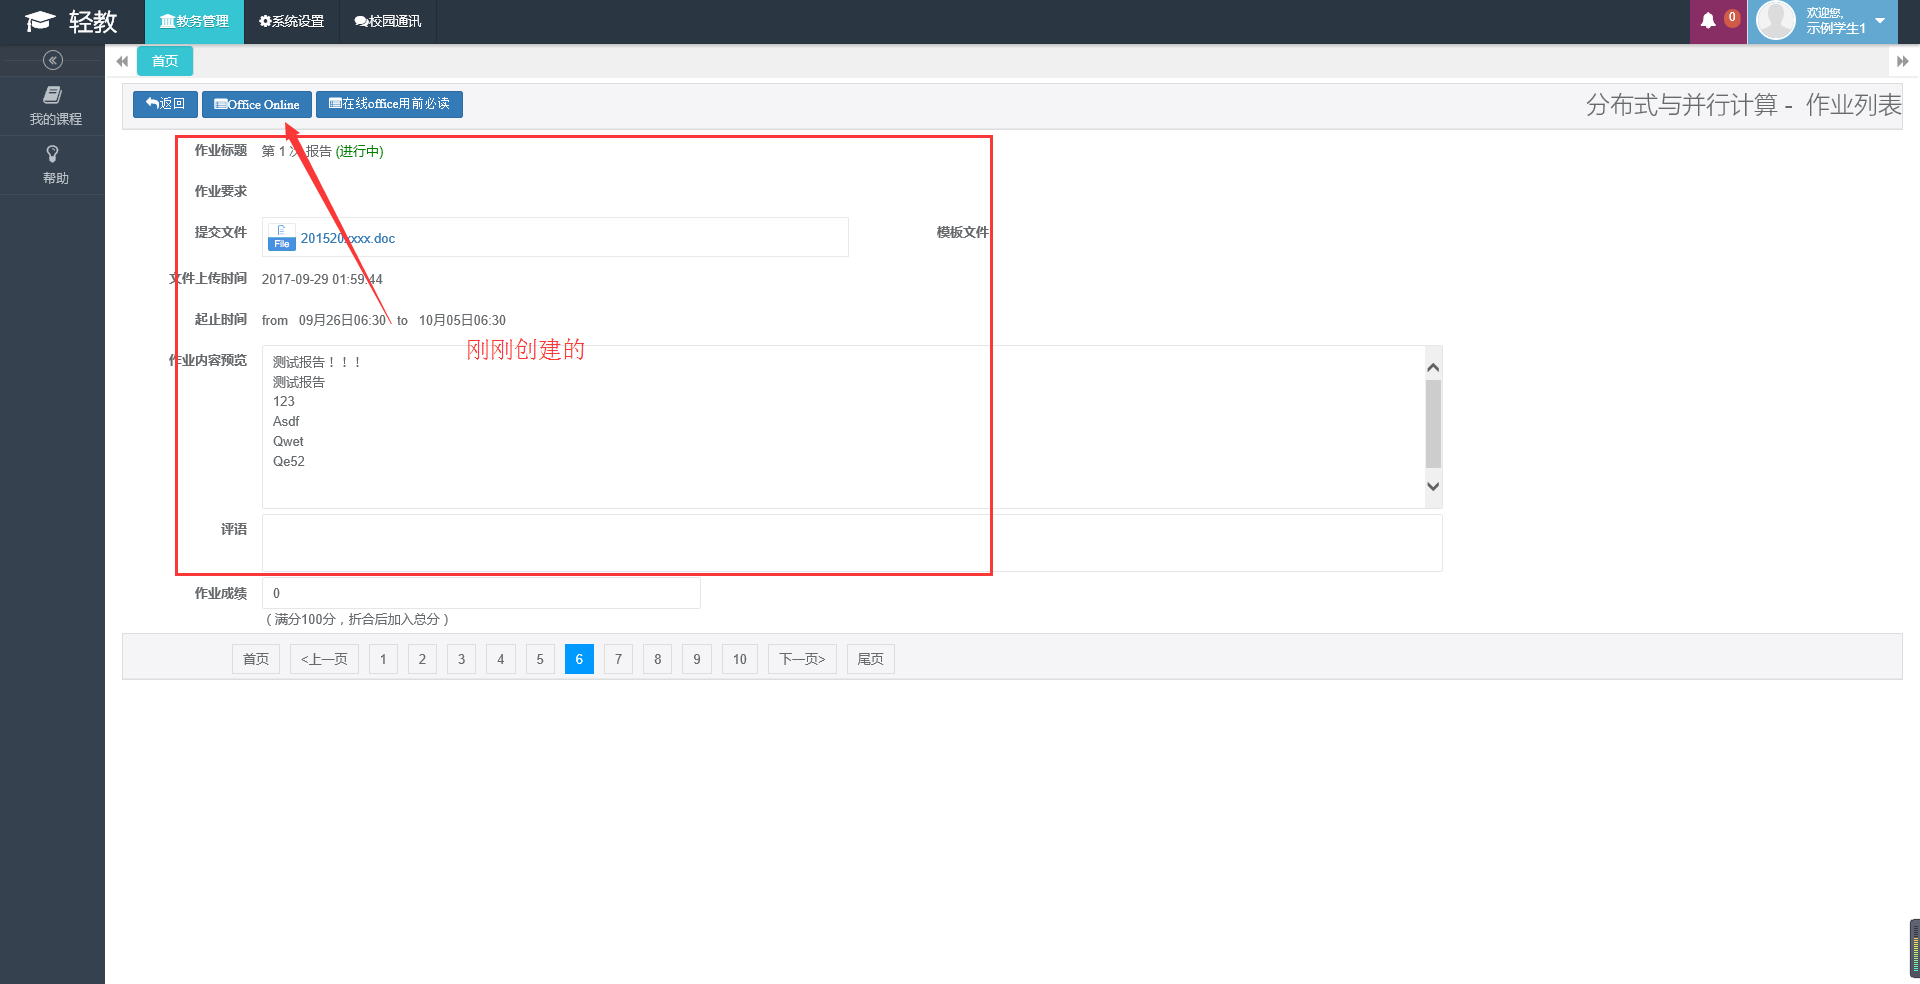 轻教
教务管理
系统设置
校园通讯
0
欢迎您,
示例学生1
首页
我的课程
帮助
返回
Office Online
在线office用前必读
分布式与并行计算 - 作业列表
作业标题 第 1 次 报告 (进行中)
作业要求
提交文件
File
201520xxxx.doc
模板文件
文件上传时间 2017-09-29 01:59:44
起止时间 from 09月26日06:30 to 10月05日06:30
刚刚创建的
作业内容预览
测试报告！！！
测试报告
123
Asdf
Qwet
Qe52
评语
作业成绩 0
（满分100分，折合后加入总分）
首页 <上一页 1 2 3 4 5 6 7 8 9 10 下一页> 尾页